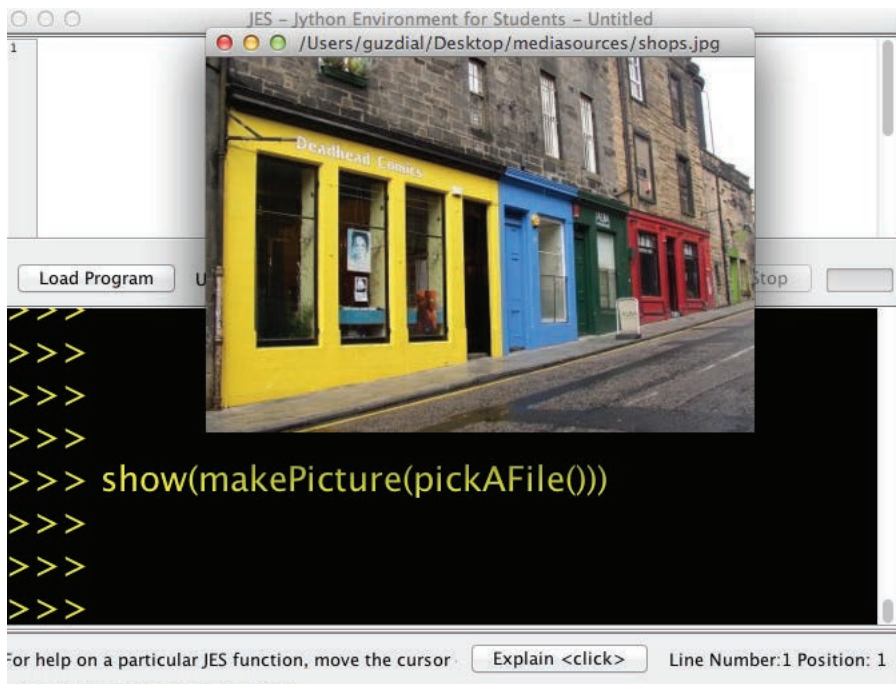 JES – Jython Environment for Students – Untitled
/Users/guzdial/Desktop/mediasources/shops.jpg
1
Deadhead Comics
Load Program
U
Stop
>>>
>>>
>>>
>>>
>>> show(makePicture(pickAFile()))
>>>
>>>
>>>
For help on a particular JES function, move the cursor
Explain <click>
Line Number:1 Position: 1